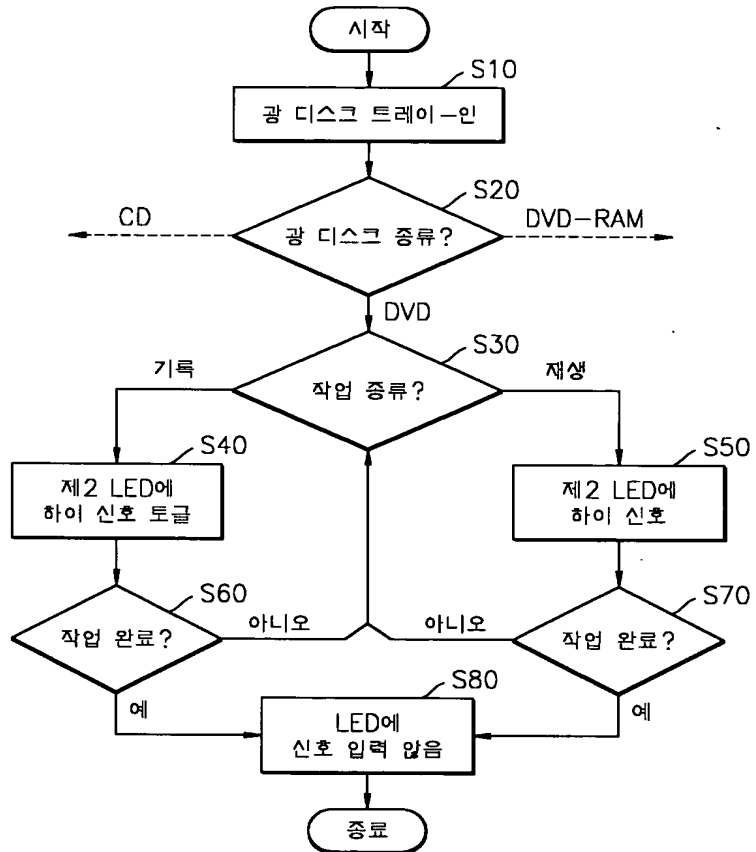 시작
S10
광 디스크 트레이-인
S20
CD
광 디스크 종류?
DVD-RAM
DVD
S30
기록
작업 종류?
재생
S40
S50
제2 LED에
하이 신호 토글
제2 LED에
하이 신호
S60
S70
작업 완료?
아니오
아니오
작업 완료?
S80
예
예
LED에
신호 입력 않음
종료